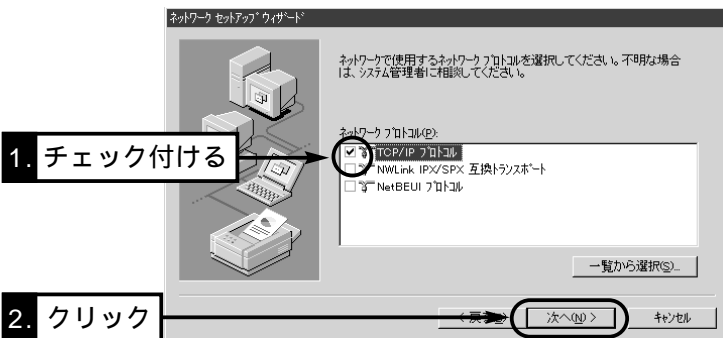 ネットワーク セットアップ ウィザード
ネットワークで使用するネットワーク プロトコルを選択してください。不明な場合
は、システム管理者に相談してください。
ネットワーク プロトコル(P):
1. チェック付ける
TCP/IP プロトコル
NWLink IPX/SPX 互換トランスポート
NetBEUI プロトコル
一覧から選択(S)...
2. クリック
次へ(N) >
キャンセル